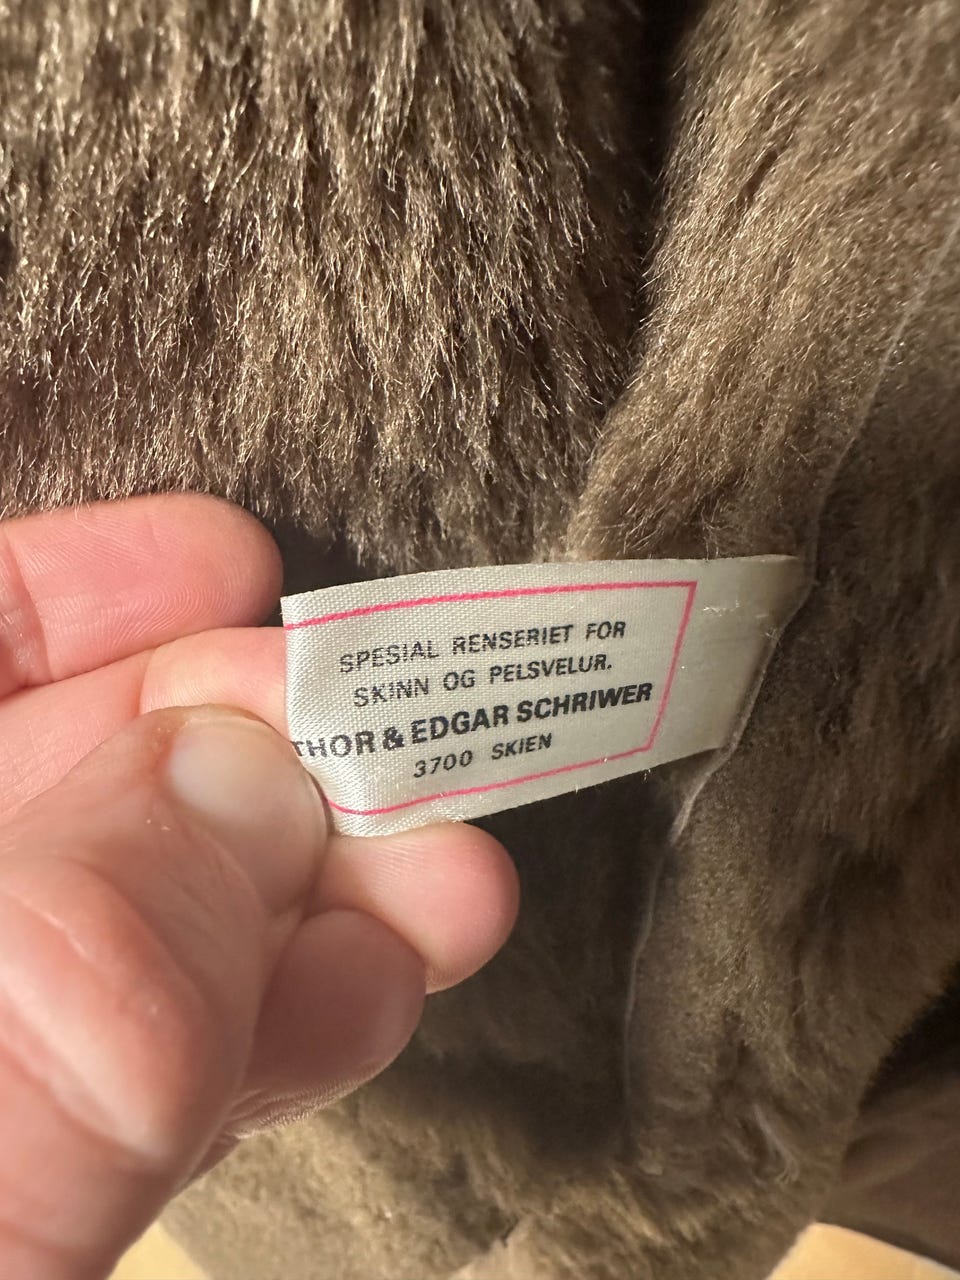 SPESIAL RENSERIET FOR
SKINN OG PELSVELUR.
THOR & EDGAR SCHRIWER
3700 SKIEN